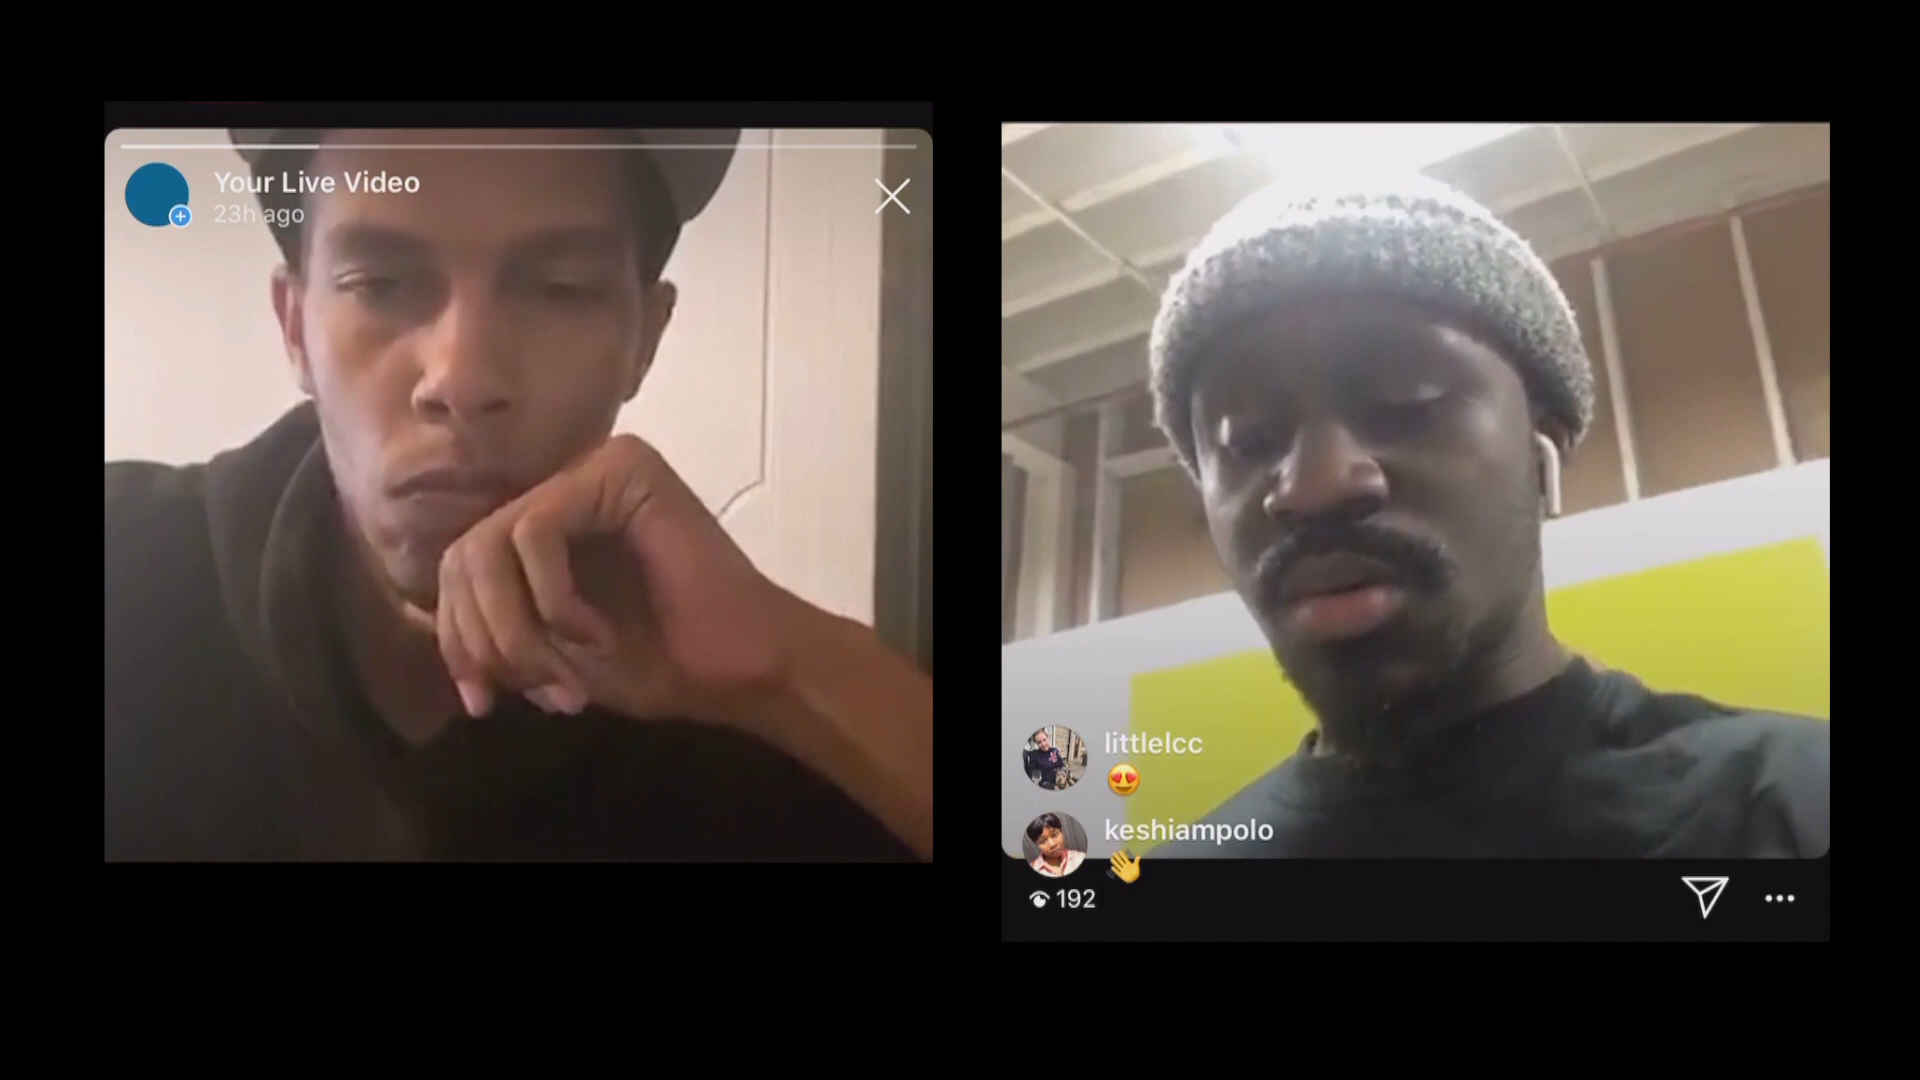 Your Live Video
23h ago
littlelcc
😍
keshiampolo
👋
192